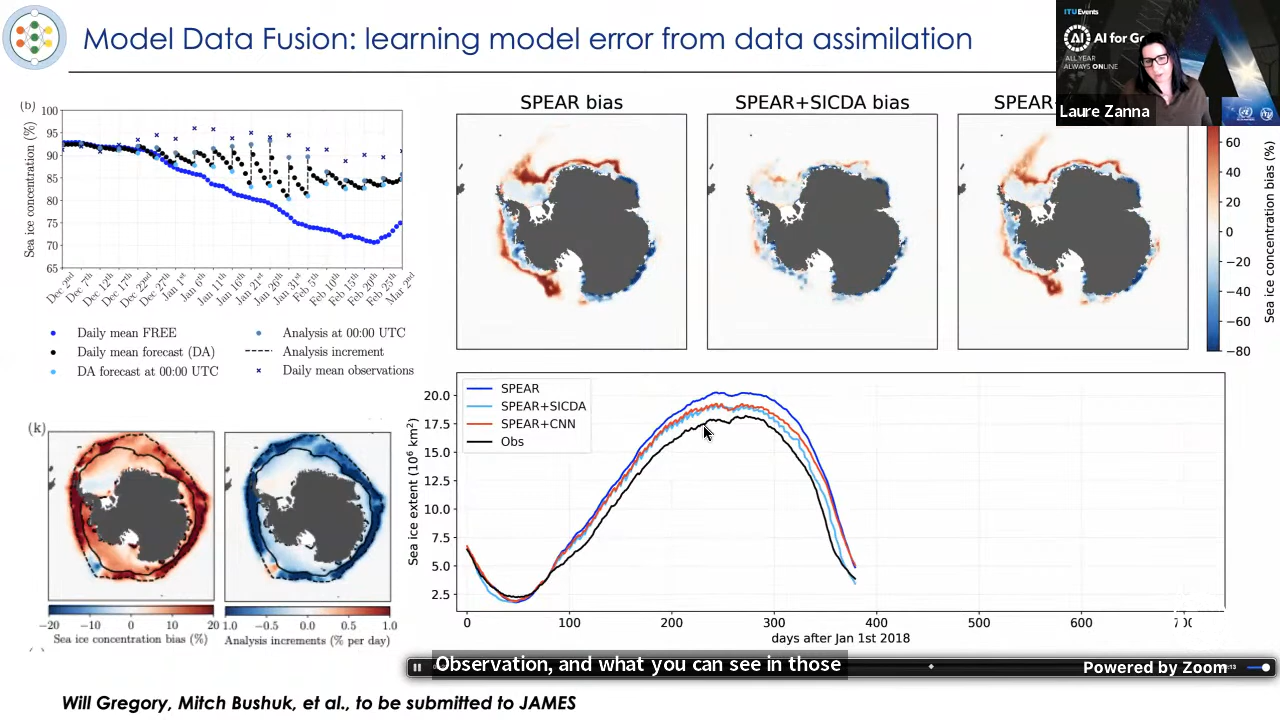 Model Data Fusion: learning model error from data assimilation
ITUEvents
AI for Go
ALL YEAR
ALWAYS ONLINE
Laure Zanna
(b)
Sea ice concentration (%)
100
95
90
85
80
75
70
65
Dec 2nd
Dec 7th
Dec 12th
Dec 17th
Dec 22nd
Dec 27th
Jan 1st
Jan 6th
Jan 11th
Jan 16th
Jan 21st
Jan 26th
Jan 31st
Feb 5th
Feb 10th
Feb 15th
Feb 20th
Feb 25th
Mar 2nd
Daily mean FREE
Daily mean forecast (DA)
DA forecast at 00:00 UTC
Analysis at 00:00 UTC
Analysis increment
Daily mean observations
SPEAR bias
SPEAR+SICDA bias
SPEAR
60
40
20
0
−20
−40
−60
−80
Sea ice concentration bias (%)
(k)
−20 −10 0 10 20
Sea ice concentration bias (%)
1.0 −0.5 0.0 0.5 1.0
Analysis increments (% per day)
Sea ice extent (10⁶ km²)
20.0
17.5
15.0
12.5
10.0
7.5
5.0
2.5
SPEAR
SPEAR+SICDA
SPEAR+CNN
Obs
0 100 200 300 400 500 600
days after Jan 1st 2018
Observation, and what you can see in those
Powered by Zoom
Will Gregory, Mitch Bushuk, et al., to be submitted to JAMES